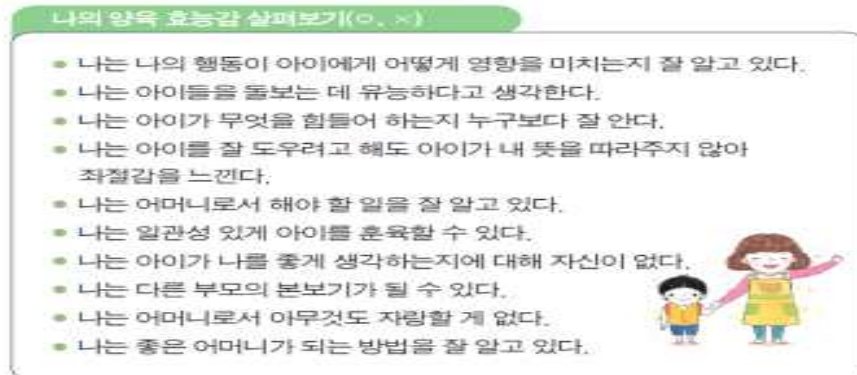 나의 양육 효능감 살펴보기(ㅇ, ×)
● 나는 나의 행동이 아이에게 어떻게 영향을 미치는지 잘 알고 있다.
● 나는 아이들을 돌보는 데 유능하다고 생각한다.
● 나는 아이가 무엇을 힘들어 하는지 누구보다 잘 안다.
● 나는 아이를 잘 도우려고 해도 아이가 내 뜻을 따라주지 않아
좌절감을 느낀다.
● 나는 어머니로서 해야 할 일을 잘 알고 있다.
● 나는 일관성 있게 아이를 훈육할 수 있다.
● 나는 아이가 나를 좋게 생각하는지에 대해 자신이 없다.
● 나는 다른 부모의 본보기가 될 수 있다.
● 나는 어머니로서 아무것도 자랑할 게 없다.
● 나는 좋은 어머니가 되는 방법을 잘 알고 있다.